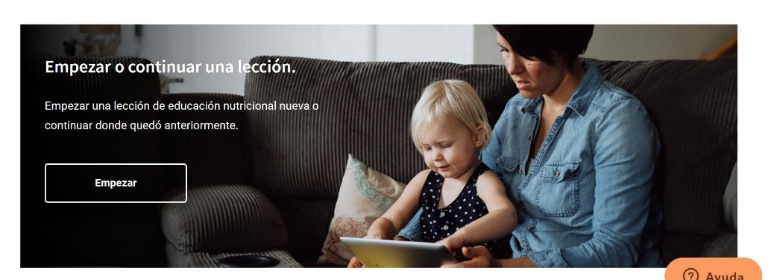 Empezar o continuar una lección.
Empezar una lección de educación nutricional nueva o
continuar donde quedó anteriormente.
Empezar
Ayuda